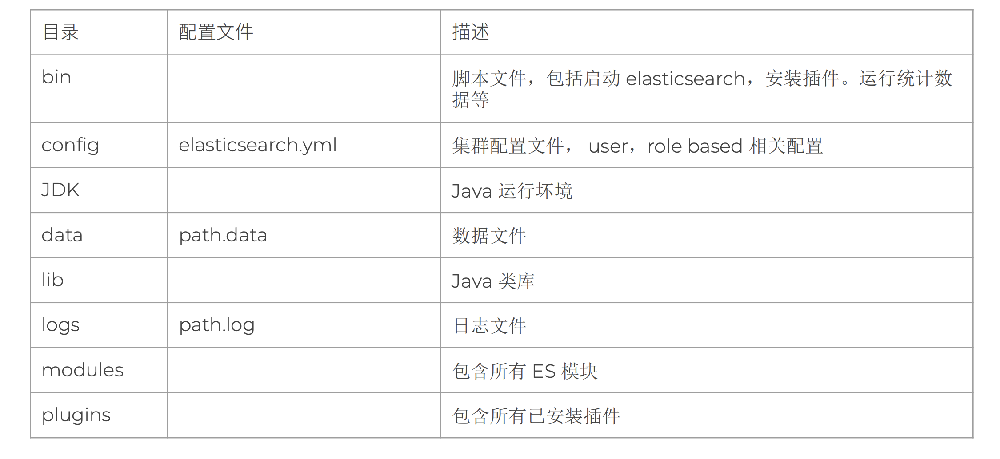 目录 配置文件 描述
bin 脚本文件，包括启动 elasticsearch，安装插件。运行统计数
据等
config elasticsearch.yml 集群配置文件， user，role based 相关配置
JDK Java 运行坏境
data path.data 数据文件
lib Java 类库
logs path.log 日志文件
modules 包含所有 ES 模块
plugins 包含所有已安装插件